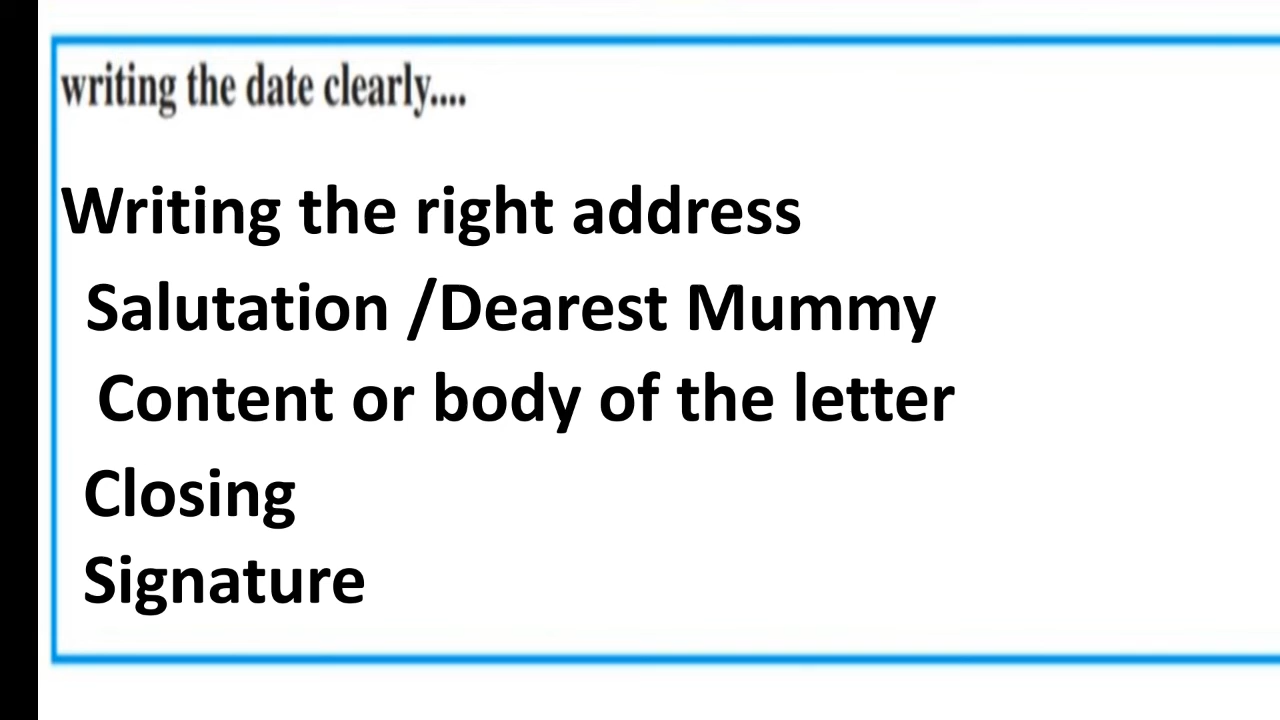 writing the date clearly....
Writing the right address
Salutation /Dearest Mummy
Content or body of the letter
Closing
Signature